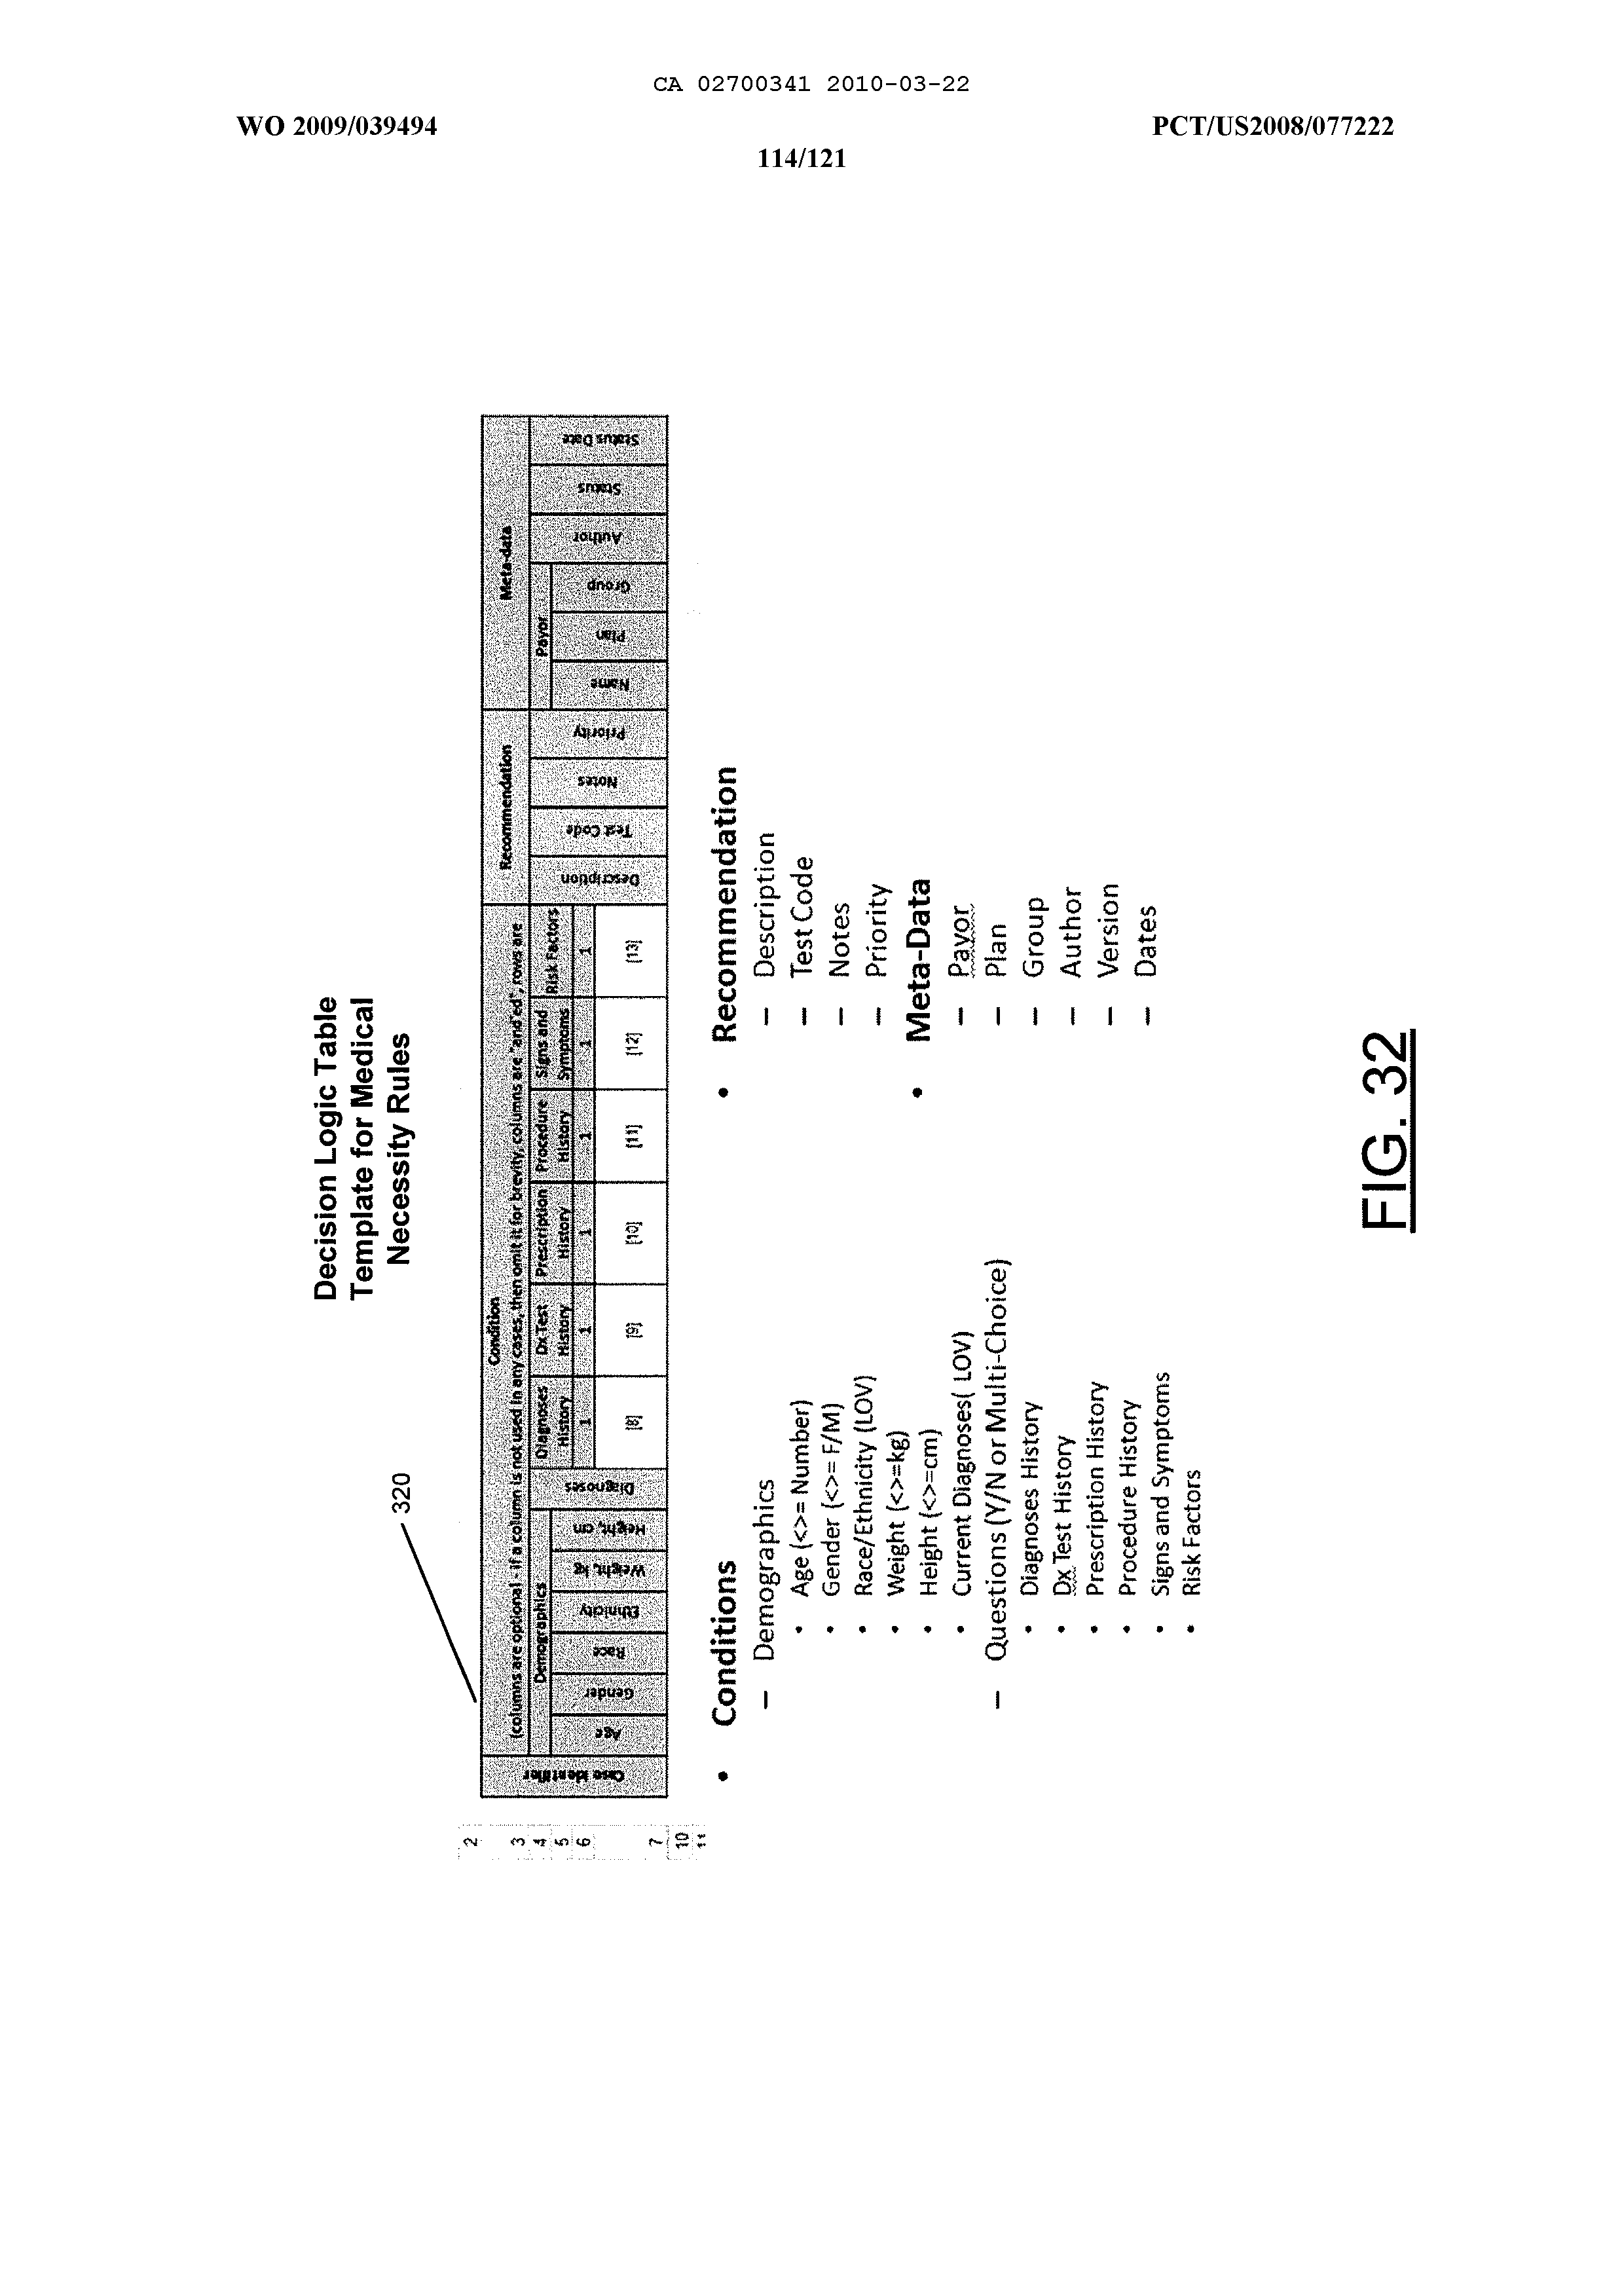 CA 02700341 2010-03-22
WO 2009/039494
PCT/US2008/077222
114/121
Decision Logic Table
Template for Medical
Necessity Rules
320
2
3
4
5
6
7
10
11
Case Identifier
Condition
(columns are optional - if a column is not used in any cases, then omit it for brevity, columns are "and'ed", rows are
Demographics
Age
Gender
Race
Ethnicity
Weight, kg
Height, cm
Diagnoses
Diagnoses
History
1
[8]
Dx Test
History
1
[9]
Prescription
History
1
[10]
Procedure
History
1
[11]
Signs and
Symptoms
1
[12]
Risk Factors
1
[13]
Recommendation
Description
Test Code
Notes
Priority
Meta-data
Payor
Name
Plan
Group
Author
Status
Status Date
• Conditions
– Demographics
• Age (<>= Number)
• Gender (<>= F/M)
• Race/Ethnicity (LOV)
• Weight (<>=kg)
• Height (<>=cm)
• Current Diagnoses( LOV)
– Questions (Y/N or Multi-Choice)
• Diagnoses History
• Dx Test History
• Prescription History
• Procedure History
• Signs and Symptoms
• Risk Factors
• Recommendation
– Description
– Test Code
– Notes
– Priority
• Meta-Data
– Payor
– Plan
– Group
– Author
– Version
– Dates
FIG. 32